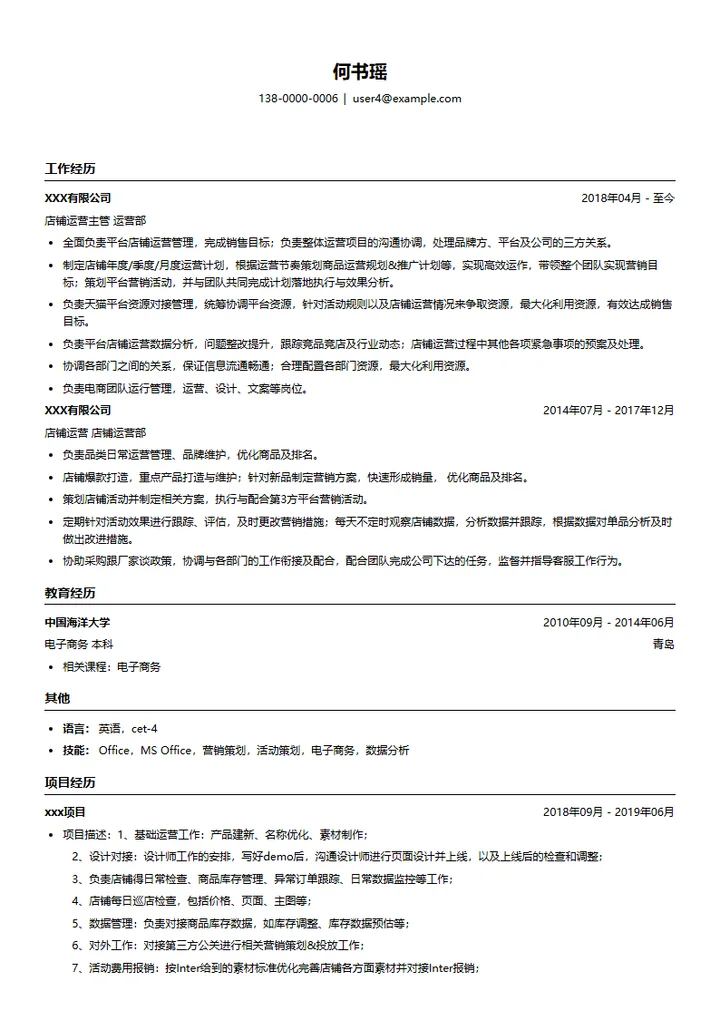 何书瑶
138-0000-0006 | user4@example.com
工作经历
XXX有限公司 2018年04月 - 至今
店铺运营主管 运营部
• 全面负责平台店铺运营管理，完成销售目标；负责整体运营项目的沟通协调，处理品牌方、平台及公司的三方关系。
• 制定店铺年度/季度/月度运营计划，根据运营节奏策划商品运营规划&推广计划等，实现高效运作，带领整个团队实现营销目
标；策划平台营销活动，并与团队共同完成计划落地执行与效果分析。
• 负责天猫平台资源对接管理，统筹协调平台资源，针对活动规则以及店铺运营情况来争取资源，最大化利用资源，有效达成销售
目标。
• 负责平台店铺运营数据分析，问题整改提升，跟踪竞品竞店及行业动态；店铺运营过程中其他各项紧急事项的预案及处理。
• 协调各部门之间的关系，保证信息流通畅通；合理配置各部门资源，最大化利用资源。
• 负责电商团队运行管理，运营、设计、文案等岗位。
XXX有限公司 2014年07月 - 2017年12月
店铺运营 店铺运营部
• 负责品类日常运营管理、品牌维护，优化商品及排名。
• 店铺爆款打造，重点产品打造与维护；针对新品制定营销方案，快速形成销量， 优化商品及排名。
• 策划店铺活动并制定相关方案，执行与配合第3方平台营销活动。
• 定期针对活动效果进行跟踪、评估，及时更改营销措施；每天不定时观察店铺数据，分析数据并跟踪，根据数据对单品分析及时
做出改进措施。
• 协助采购跟厂家谈政策，协调与各部门的工作衔接及配合，配合团队完成公司下达的任务，监督并指导客服工作行为。
教育经历
中国海洋大学 2010年09月 - 2014年06月
电子商务 本科 青岛
• 相关课程：电子商务
其他
• 语言： 英语，cet-4
• 技能： Office，MS Office，营销策划，活动策划，电子商务，数据分析
项目经历
xxx项目 2018年09月 - 2019年06月
• 项目描述：1、基础运营工作：产品建新、名称优化、素材制作；
2、设计对接：设计师工作的安排，写好demo后，沟通设计师进行页面设计并上线，以及上线后的检查和调整；
3、负责店铺得日常检查、商品库存管理、异常订单跟踪、日常数据监控等工作；
4、店铺每日巡店检查，包括价格、页面、主图等；
5、数据管理：负责对接商品库存数据，如库存调整、库存数据预估等；
6、对外工作：对接第三方公关进行相关营销策划&投放工作；
7、活动费用报销：按Inter给到的素材标准优化完善店铺各方面素材并对接Inter报销；